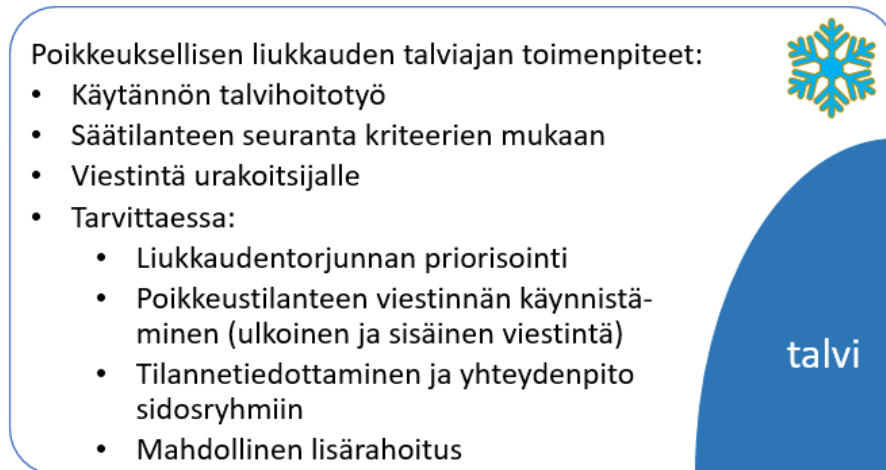 Poikkeuksellisen liukkauden talviajan toimenpiteet:
• Käytännön talvihoitotyö
• Säätilanteen seuranta kriteerien mukaan
• Viestintä urakoitsijalle
• Tarvittaessa:
• Liukkaudentorjunnan priorisointi
• Poikkeustilanteen viestinnän käynnistä-
minen (ulkoinen ja sisäinen viestintä)
• Tilannetiedottaminen ja yhteydenpito
sidosryhmiin
• Mahdollinen lisärahoitus
talvi